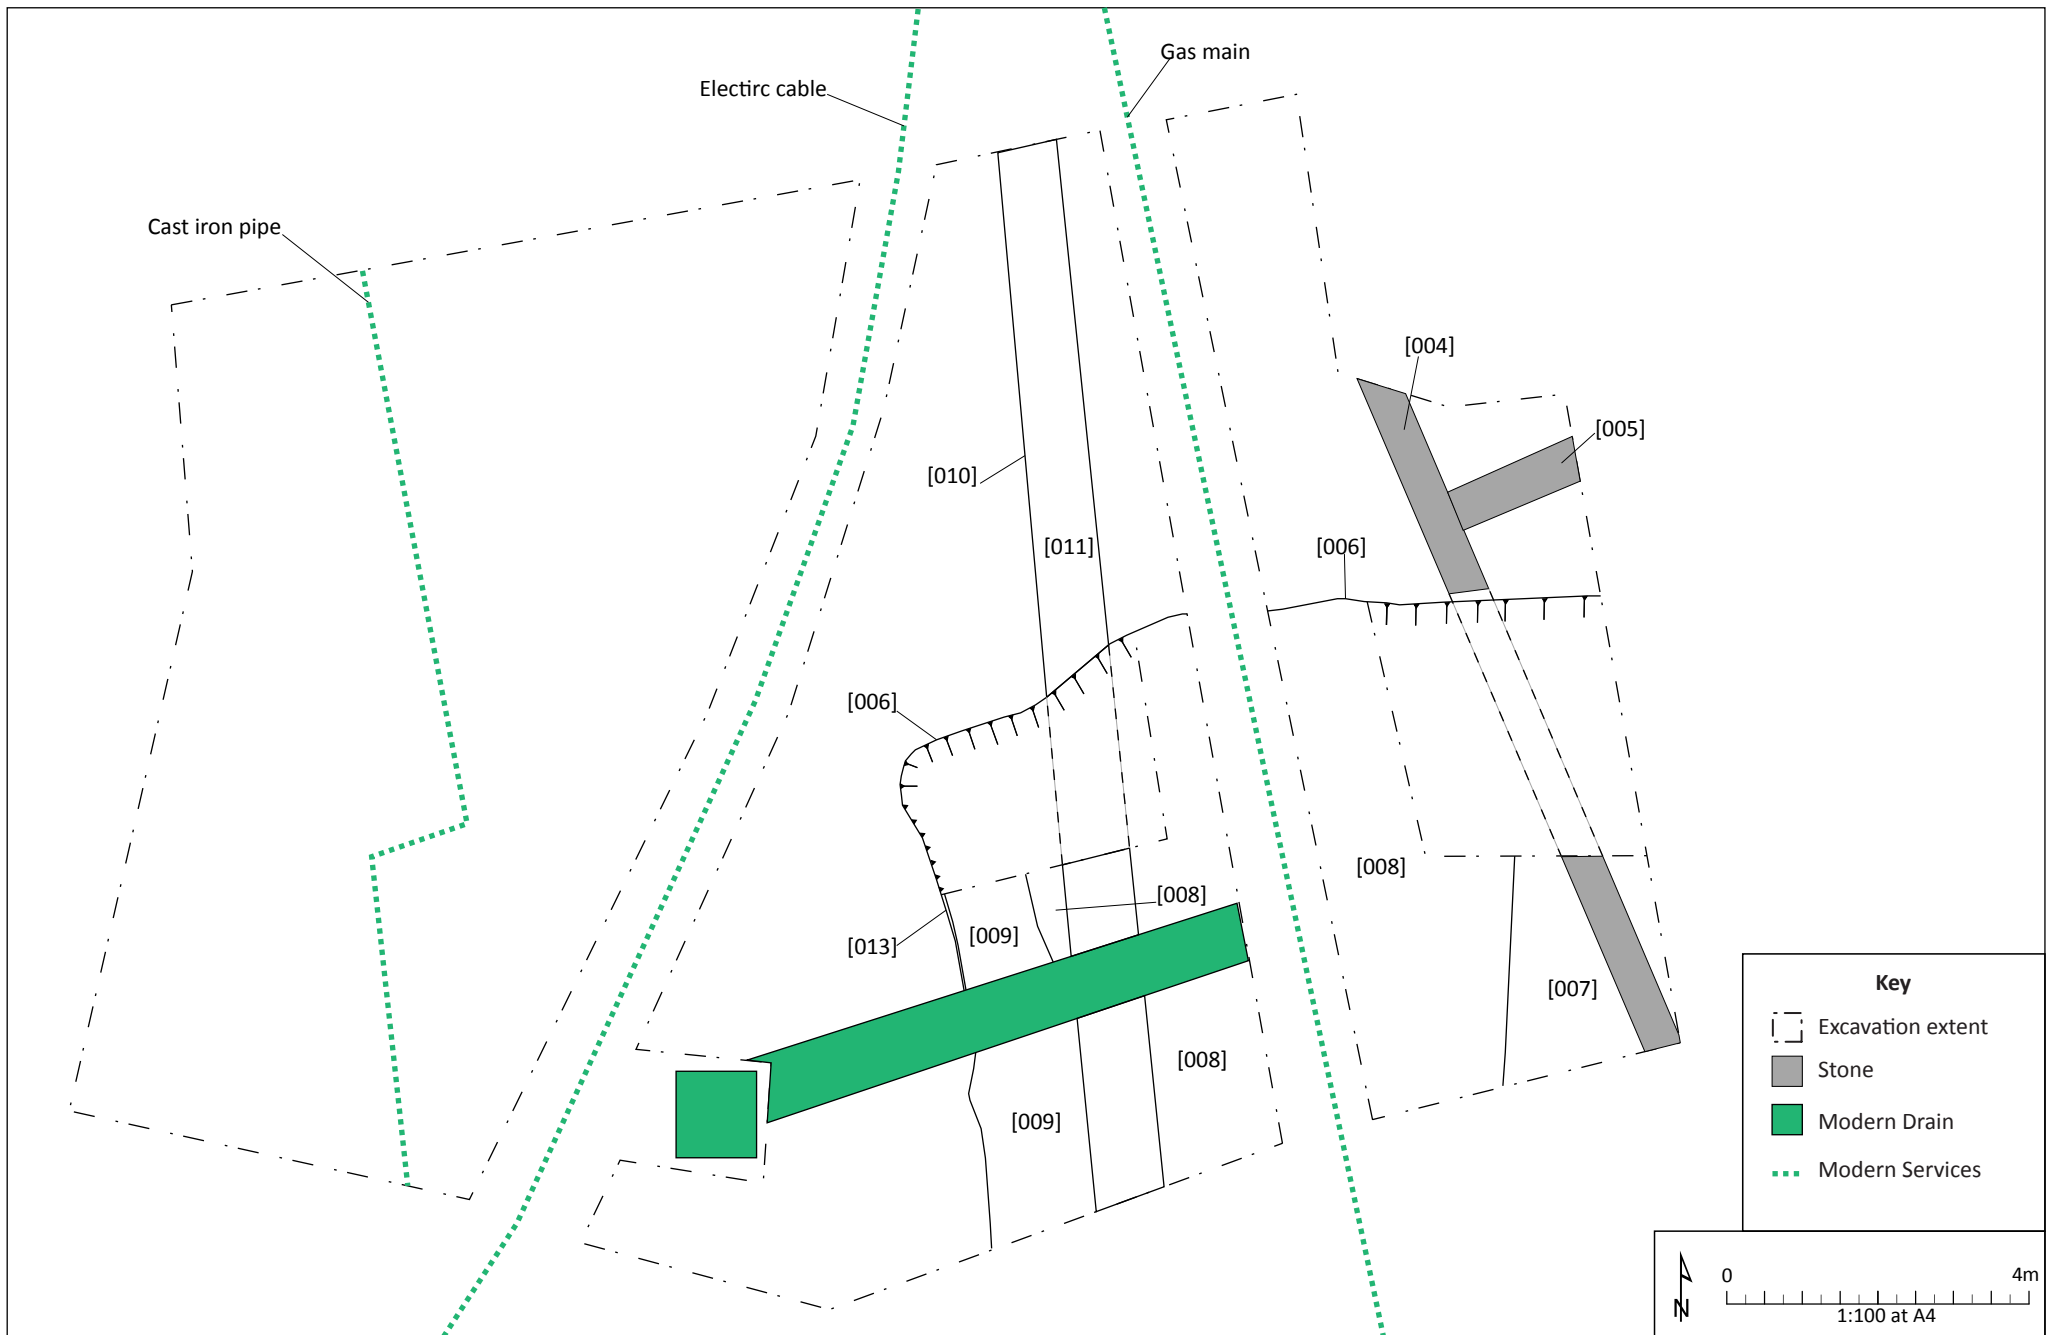 Gas main
Electirc cable
Cast iron pipe
[004]
[005]
[010]
[011]
[006]
[006]
[008]
[008]
[013]
[009]
[007]
[008]
[009]
Key
Excavation extent
Stone
Modern Drain
Modern Services
N
0 4m
1:100 at A4